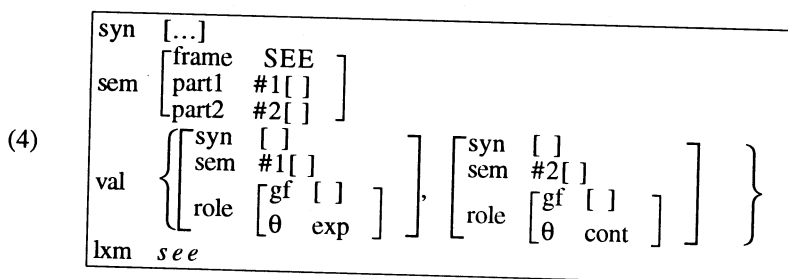 syn [...]
frame SEE
sem part1 #1[ ]
part2 #2[ ]
(4)
syn [ ] syn [ ]
sem #1[ ] , sem #2[ ]
val { gf [ ] gf [ ] }
role θ exp role θ cont
lxm see